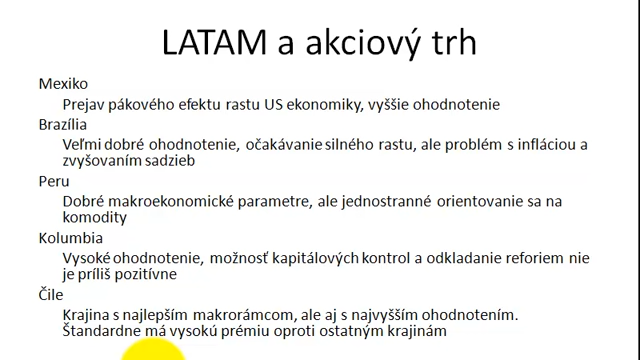 LATAM a akciový trh
Mexiko
Prejav pákového efektu rastu US ekonomiky, vyššie ohodnotenie
Brazília
Veľmi dobré ohodnotenie, očakávanie silného rastu, ale problém s infláciou a
zvyšovaním sadzieb
Peru
Dobré makroekonomické parametre, ale jednostranné orientovanie sa na
komodity
Kolumbia
Vysoké ohodnotenie, možnosť kapitálových kontrol a odkladanie reforiem nie
je príliš pozitívne
Čile
Krajina s najlepším makrorámcom, ale aj s najvyšším ohodnotením.
Štandardne má vysokú prémiu oproti ostatným krajinám